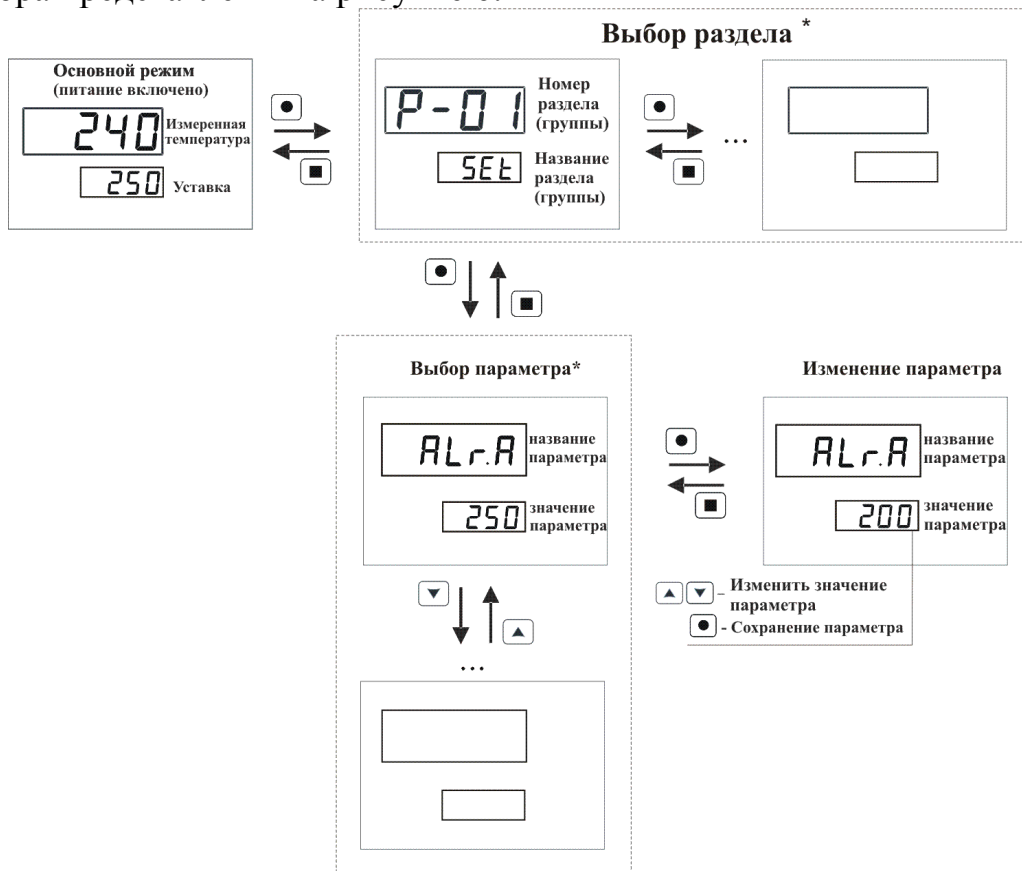 Выбор раздела *
Основной режим
(питание включено)
240 Измеренная
температура
250 Уставка
P-01
Номер
раздела
(группы)
SEt
Название
раздела
(группы)
...
Выбор параметра*
ALr.A название
параметра
250 значение
параметра
...
Изменение параметра
ALr.A название
параметра
200 значение
параметра
– Изменить значение
параметра
- Сохранение параметра